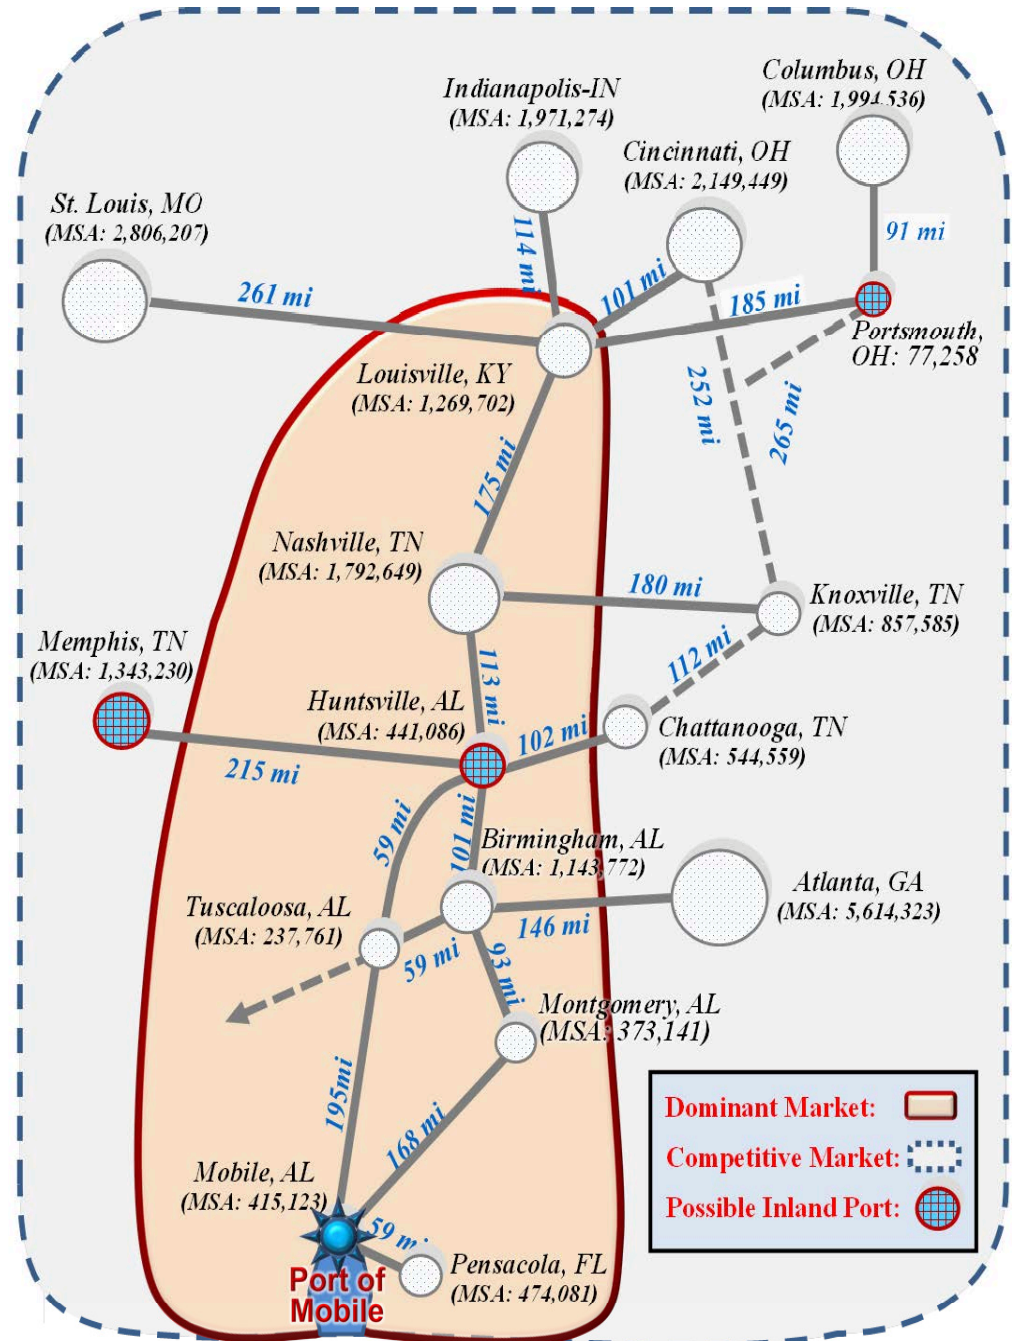 Columbus, OH
(MSA: 1,994,536)
Indianapolis-IN
(MSA: 1,971,274)
Cincinnati, OH
(MSA: 2,149,449)
St. Louis, MO
(MSA: 2,806,207)
114 mi
91 mi
261 mi
101 mi
185 mi
Portsmouth,
OH: 77,258
Louisville, KY
(MSA: 1,269,702)
252 mi
265 mi
175 mi
Nashville, TN
(MSA: 1,792,649)
180 mi
Knoxville, TN
(MSA: 857,585)
Memphis, TN
(MSA: 1,343,230)
113 mi
112 mi
Huntsville, AL
(MSA: 441,086)
102 mi
Chattanooga, TN
(MSA: 544,559)
215 mi
59 mi
101 mi
Birmingham, AL
(MSA: 1,143,772)
Atlanta, GA
(MSA: 5,614,323)
Tuscaloosa, AL
(MSA: 237,761)
146 mi
59 mi
93 mi
Montgomery, AL
(MSA: 373,141)
195mi
168 mi
Dominant Market:
Competitive Market:
Possible Inland Port:
Mobile, AL
(MSA: 415,123)
59 mi
Pensacola, FL
(MSA: 474,081)
Port of
Mobile